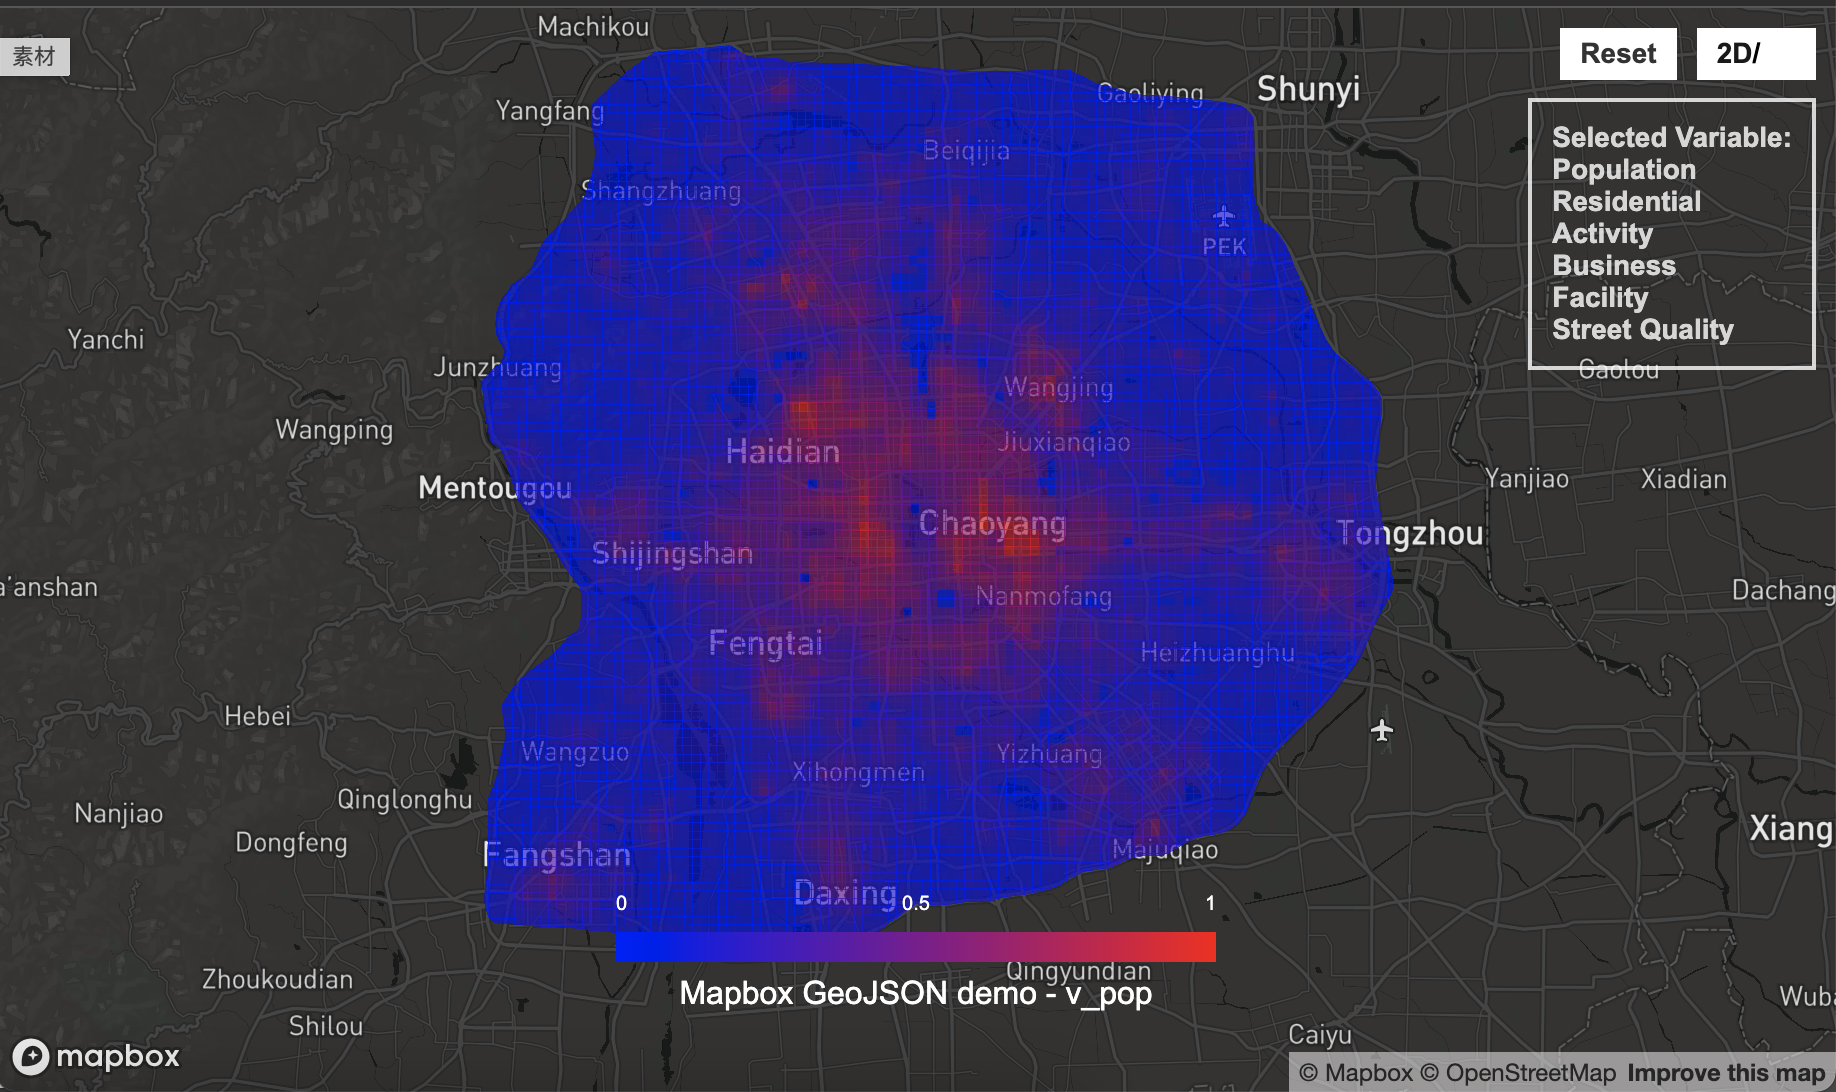 Machikou
素材
Reset
2D/
Yangfang
Gaoliying
Shunyi
Selected Variable:
Population
Residential
Activity
Business
Facility
Street Quality
Beiqijia
Shangzhuang
PEK
Yanchi
Junzhuang
Wangjing
Gaolou
Wangping
Haidian
Jiuxianqiao
Mentougou
Yanjiao
Xiadian
Chaoyang
Tongzhou
Shijingshan
a'anshan
Nanmofang
Dachang
Fengtai
Heizhuanghu
Hebei
Wangzuo
Xihongmen
Yizhuang
Qinglonghu
Nanjiao
Dongfeng
Xiang
Fangshan
Majuqiao
Daxing
0
0.5
1
Qingyundian
Zhoukoudian
Mapbox GeoJSON demo - v_pop
Shilou
Caiyu
mapbox
© Mapbox © OpenStreetMap Improve this map